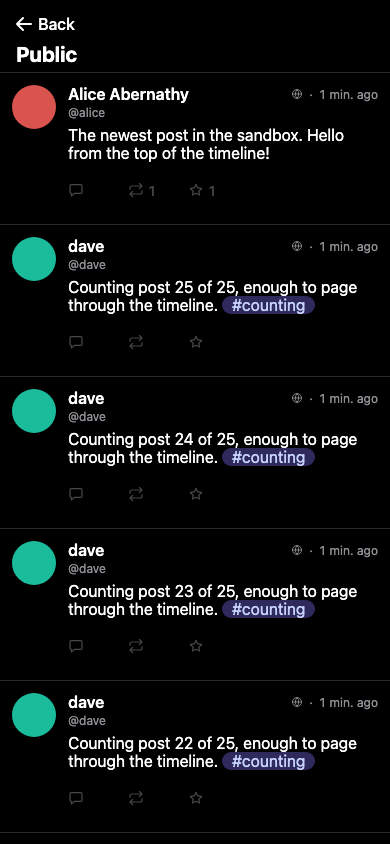 Back
Public
Alice Abernathy · 1 min. ago
@alice
The newest post in the sandbox. Hello
from the top of the timeline!
1 1
dave · 1 min. ago
@dave
Counting post 25 of 25, enough to page
through the timeline. #counting
dave · 1 min. ago
@dave
Counting post 24 of 25, enough to page
through the timeline. #counting
dave · 1 min. ago
@dave
Counting post 23 of 25, enough to page
through the timeline. #counting
dave · 1 min. ago
@dave
Counting post 22 of 25, enough to page
through the timeline. #counting